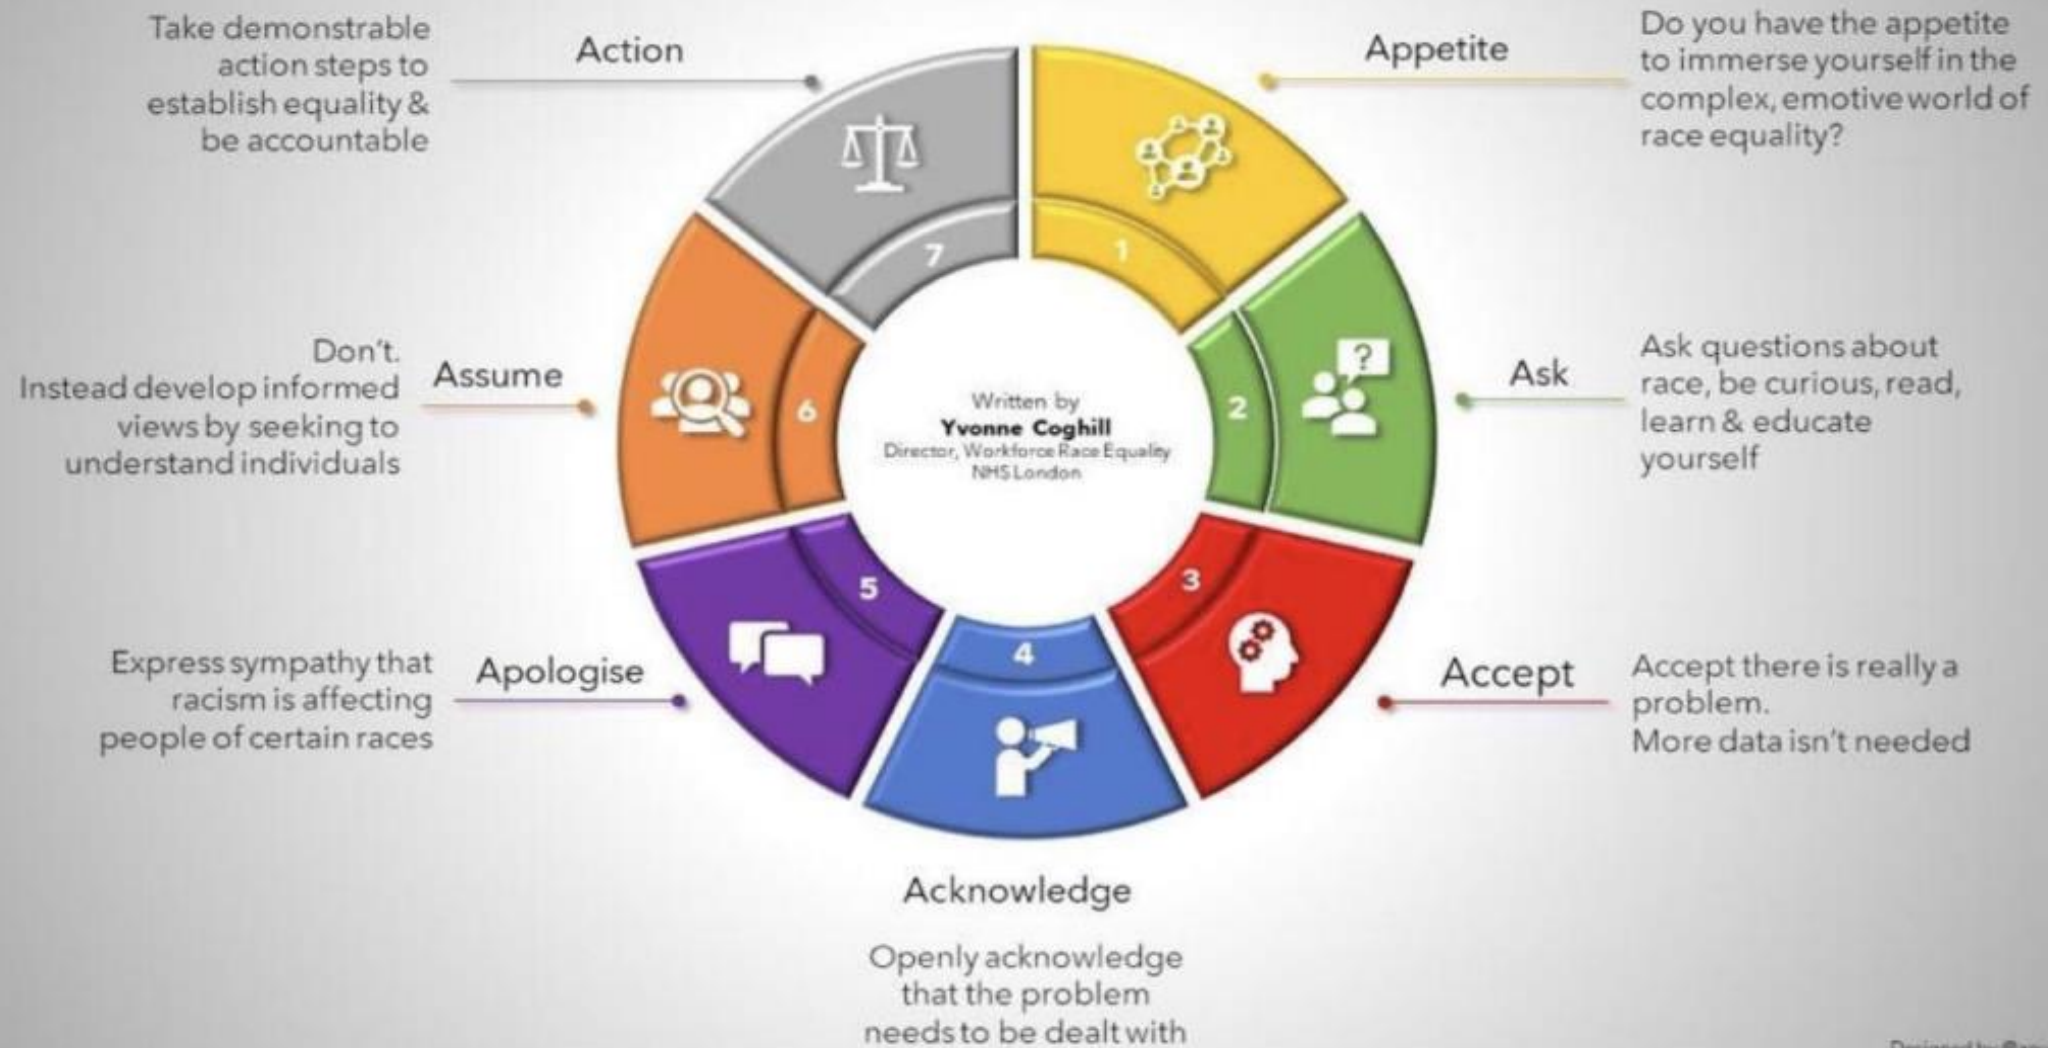 Take demonstrable
action steps to
establish equality &
be accountable
Action
Appetite
Do you have the appetite
to immerse yourself in the
complex, emotive world of
race equality?
7
1
Don't.
Instead develop informed
views by seeking to
understand individuals
Assume
6
Written by
Yvonne Coghill
Director, Workforce Race Equality
NHS London
2
?
Ask
Ask questions about
race, be curious, read,
learn & educate
yourself
Express sympathy that
racism is affecting
people of certain races
Apologise
5
4
3
Accept
Accept there is really a
problem.
More data isn't needed
Acknowledge
Openly acknowledge
that the problem
needs to be dealt with
Designed by